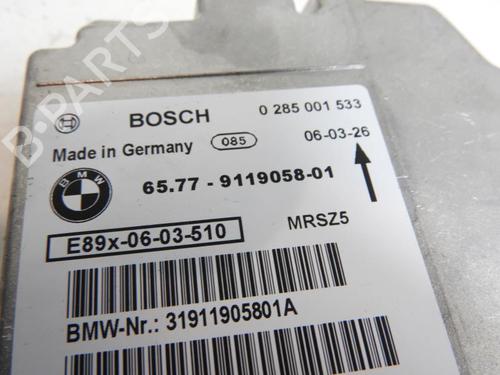 BOSCH 0 285 001 533
Made in Germany 085 06-03-26
BMW 65.77 - 9119058-01
E89x-06-03-510 MRSZ5
BMW-Nr.: 31911905801A
B-PARTS